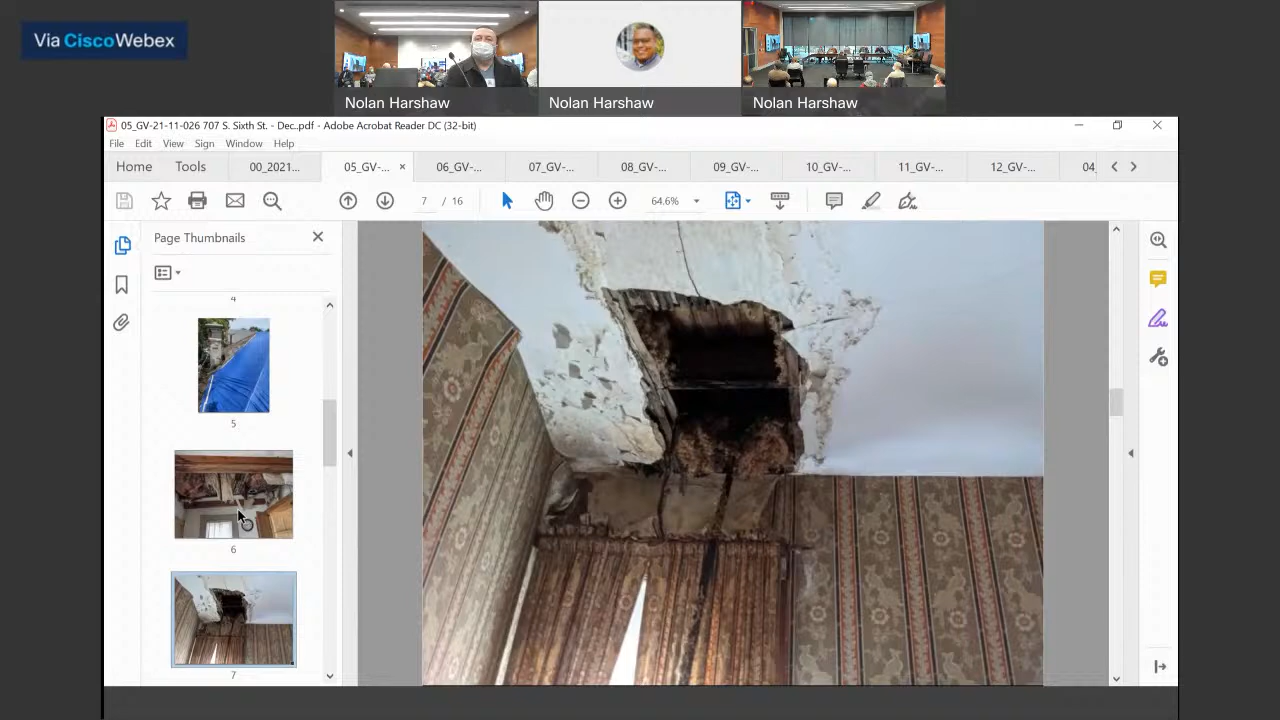 Via CiscoWebex
Nolan Harshaw
Nolan Harshaw
Nolan Harshaw
05_GV-21-11-026 707 S. Sixth St. - Dec..pdf - Adobe Acrobat Reader DC (32-bit)
File Edit View Sign Window Help
Home Tools 00_2021... 05_GV-... × 06_GV-... 07_GV-... 08_GV-... 09_GV-... 10_GV-... 11_GV-... 12_GV-... 04_
7 / 16 64.6%
Page Thumbnails
4
5
6
7